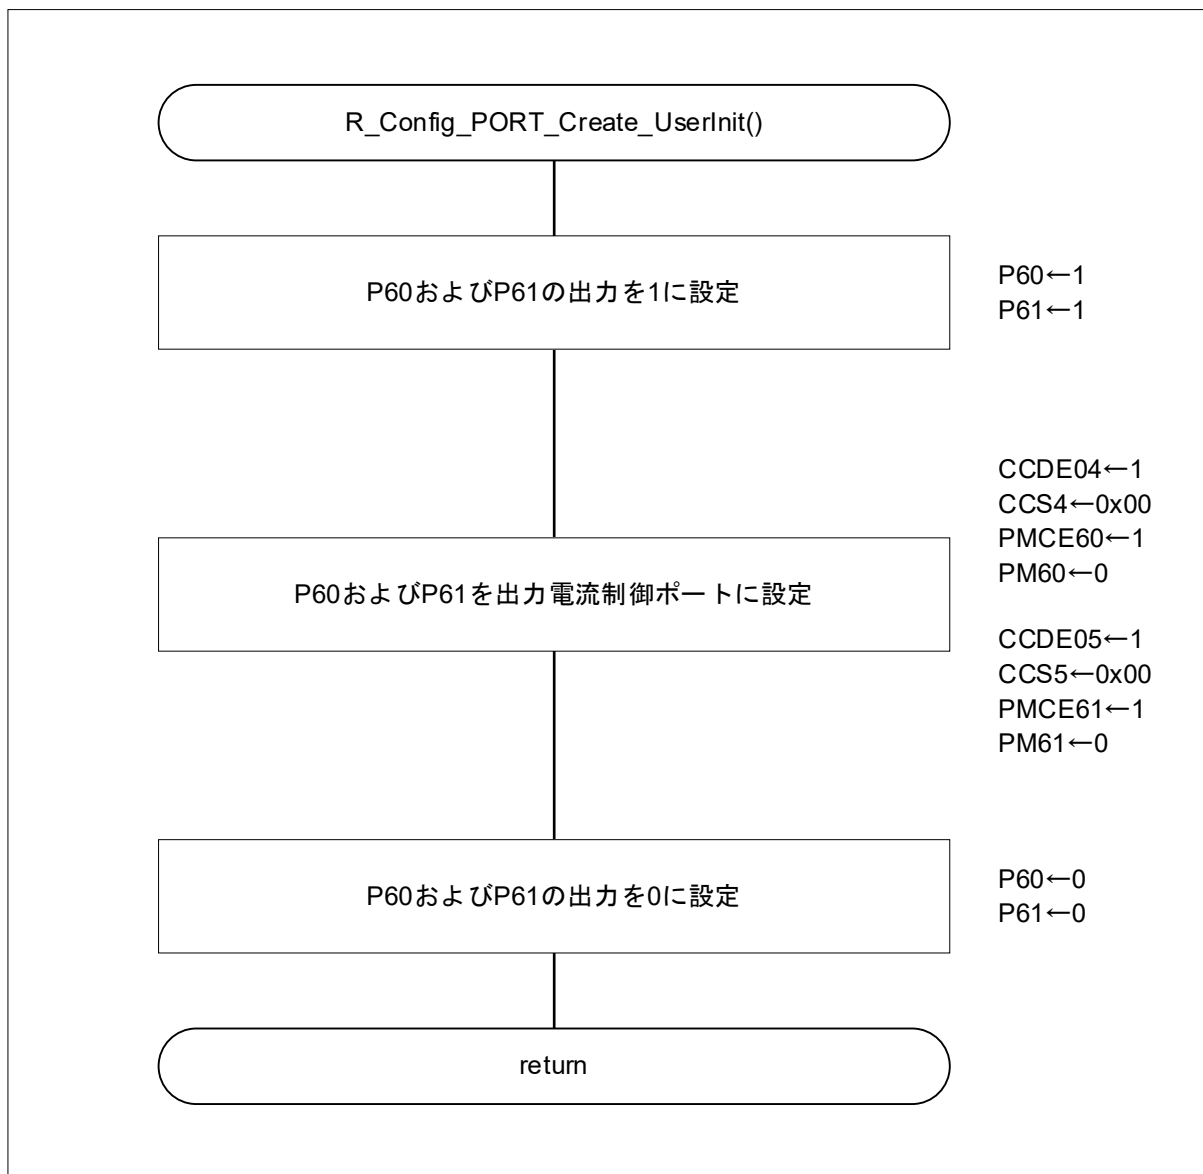 R_Config_PORT_Create_UserInit()
P60およびP61の出力を1に設定
P60←1
P61←1
P60およびP61を出力電流制御ポートに設定
CCDE04←1
CCS4←0x00
PMCE60←1
PM60←0
CCDE05←1
CCS5←0x00
PMCE61←1
PM61←0
P60およびP61の出力を0に設定
P60←0
P61←0
return